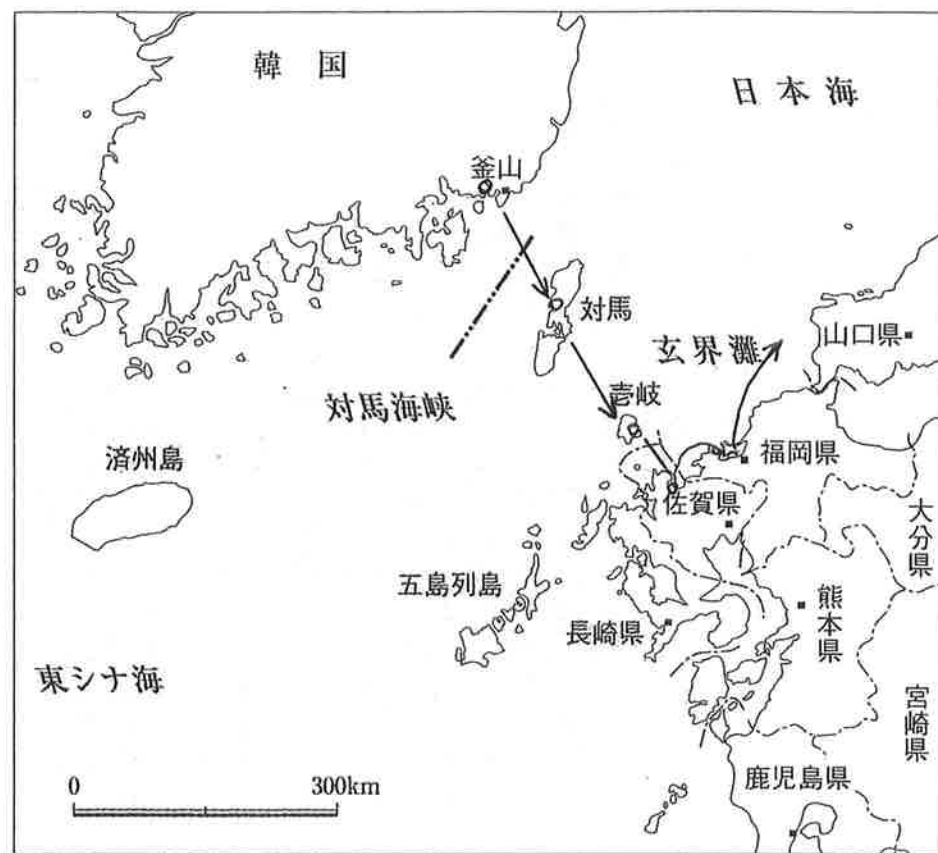 韓国
日本海
釜山
対馬
山口県
玄界灘
壱岐
対馬海峡
福岡県
済州島
佐賀県
大分県
五島列島
熊本県
長崎県
東シナ海
宮崎県
鹿児島県
0 300km